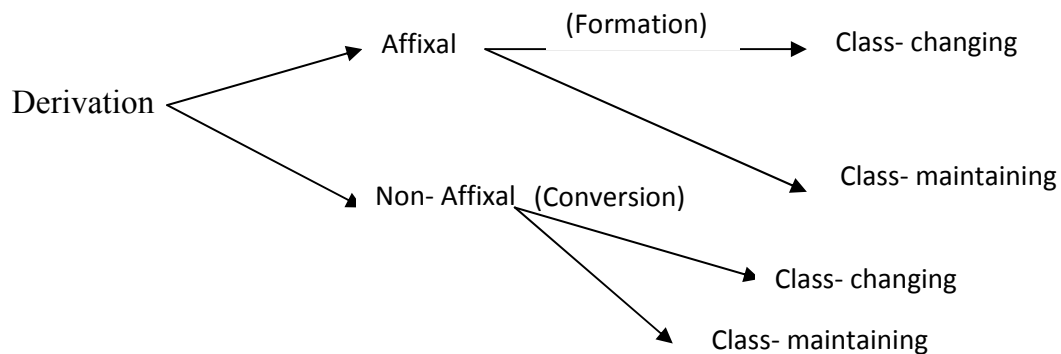 Affixal (Formation) Class- changing
Derivation
Class- maintaining
Non- Affixal (Conversion)
Class- changing
Class- maintaining